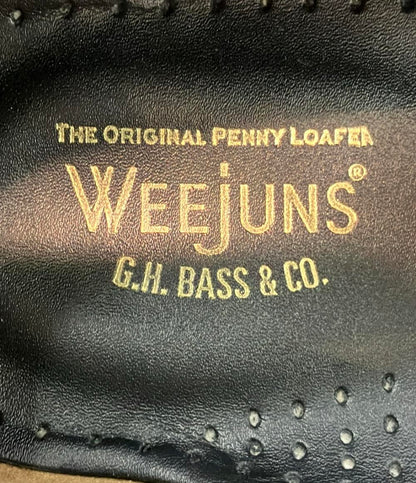 THE ORIGINAL PENNY LOAFER
WEEJUNS®
G.H. BASS & CO.